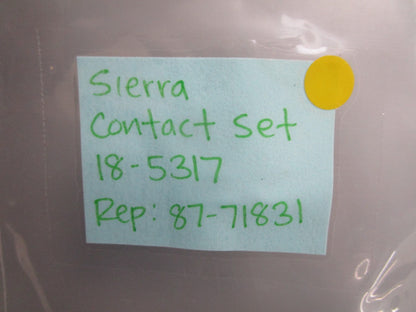 Sierra
Contact Set
18-5317
Rep: 87-71831